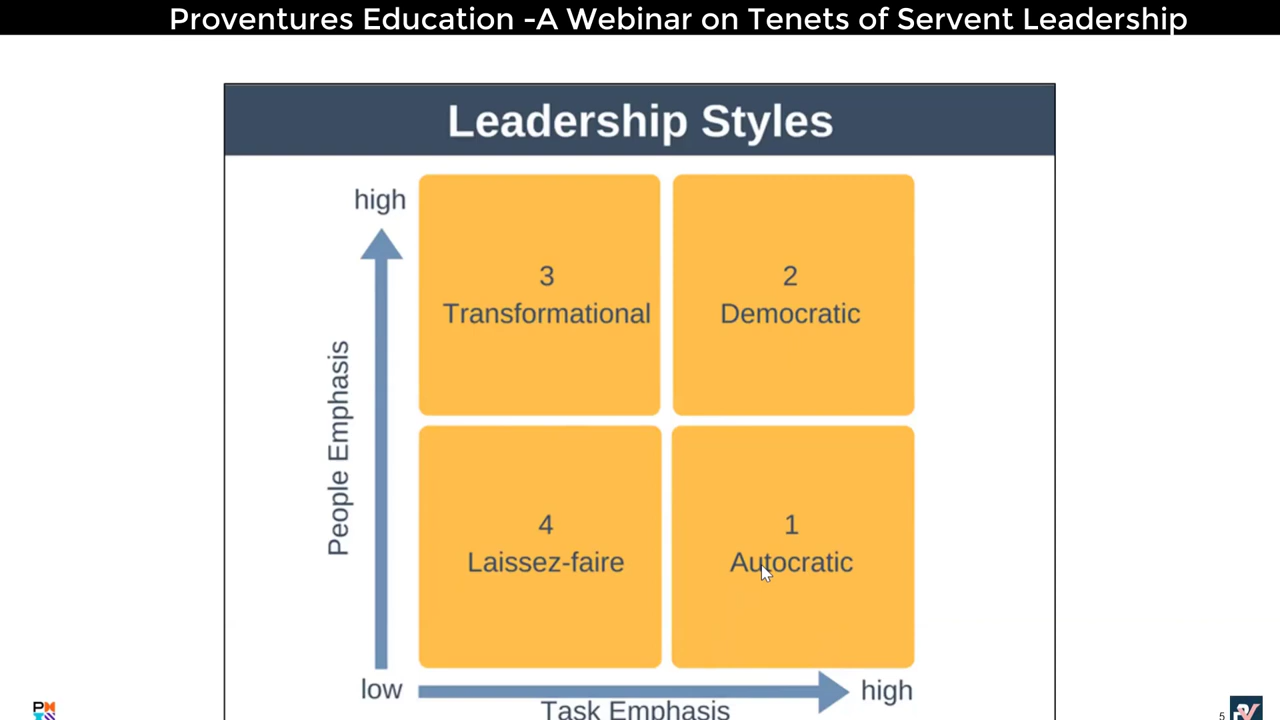 Proventures Education -A Webinar on Tenets of Servent Leadership
Leadership Styles
high
3
Transformational
2
Democratic
People Emphasis
4
Laissez-faire
1
Autocratic
low
high
Task Emphasis
5